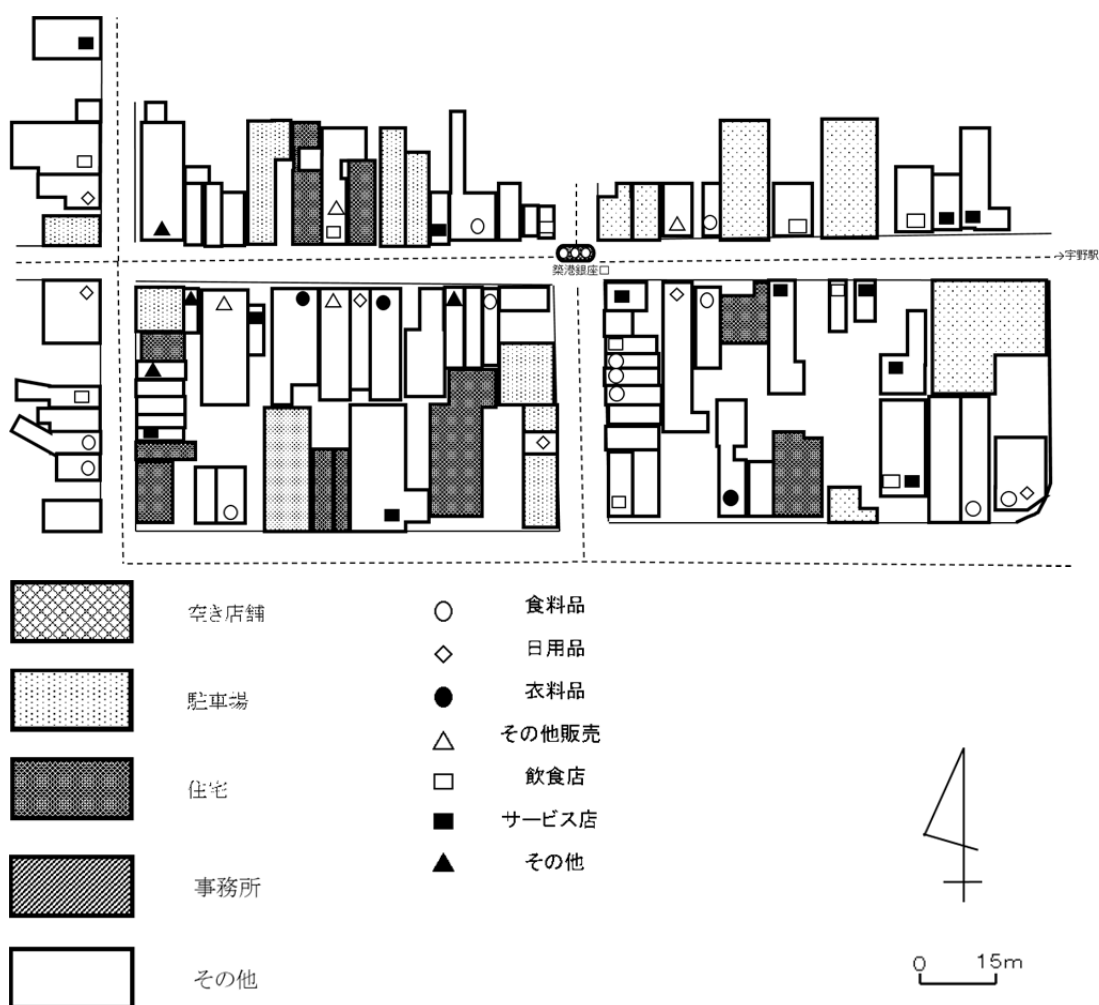 築港銀座口
→宇野駅
空き店舗
駐車場
住宅
事務所
その他
食料品
日用品
衣料品
その他販売
飲食店
サービス店
その他
0 15m